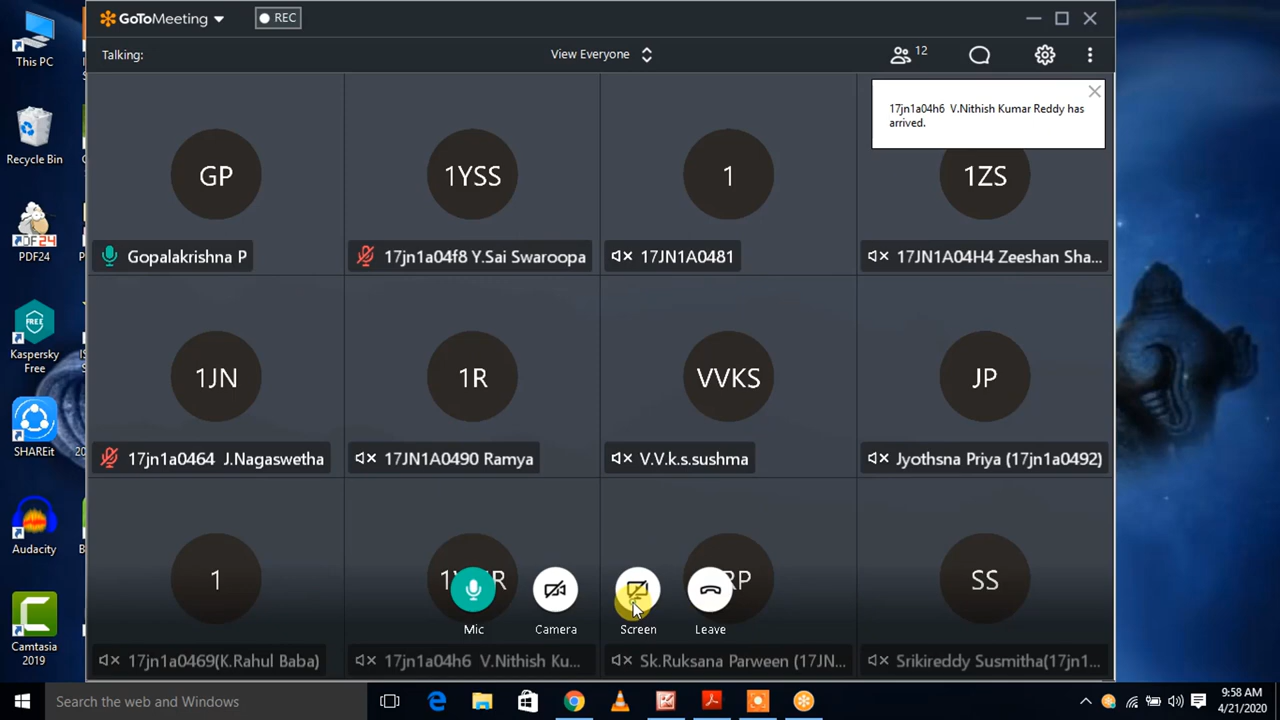 This PC
Recycle Bin
PDF24
FREE
Kaspersky
Free
SHAREit
Audacity
Camtasia
2019
GoToMeeting
REC
Talking:
View Everyone
12
17jn1a04h6 V.Nithish Kumar Reddy has
arrived.
GP
1YSS
1
1ZS
Gopalakrishna P
17jn1a04f8 Y.Sai Swaroopa
17JN1A0481
17JN1A04H4 Zeeshan Sha...
1JN
1R
VVKS
JP
17jn1a0464 J.Nagaswetha
17JN1A0490 Ramya
V.V.k.s.sushma
Jyothsna Priya (17jn1a0492)
1
SS
Mic
Camera
Screen
Leave
17jn1a0469(K.Rahul Baba)
17jn1a04h6 V.Nithish Ku...
Sk.Ruksana Parween (17JN...
Srikireddy Susmitha(17jn1...
Search the web and Windows
9:58 AM
4/21/2020